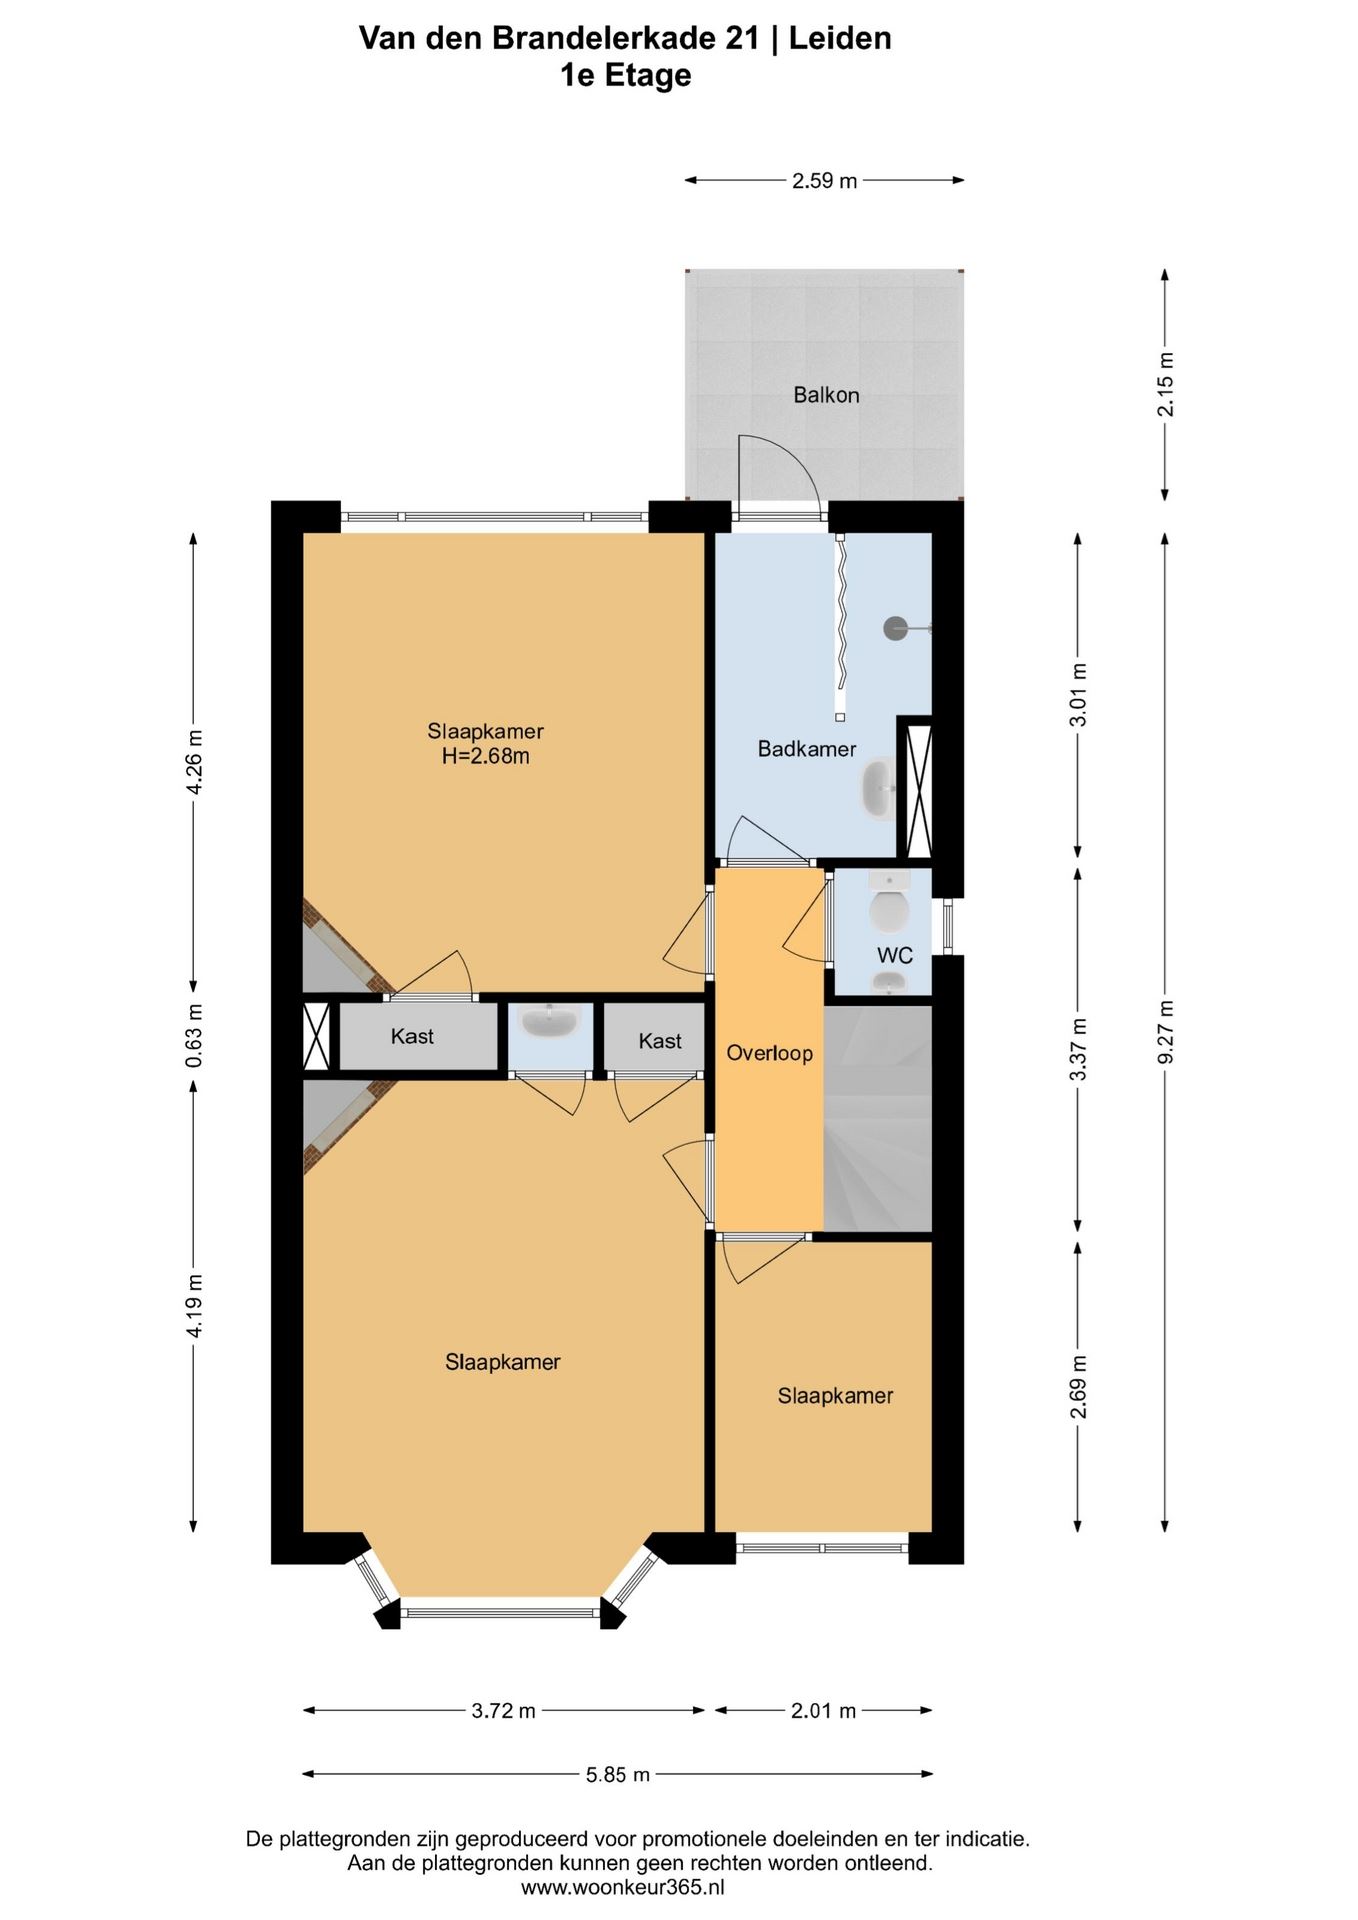 Van den Brandelerkade 21 | Leiden
1e Etage
2.59 m
2.15 m
Balkon
4.26 m
Slaapkamer
H=2.68m
Badkamer
3.01 m
9.27 m
WC
0.63 m
Kast
Kast
Overloop
3.37 m
4.19 m
Slaapkamer
Slaapkamer
2.69 m
3.72 m
2.01 m
5.85 m
De plattegronden zijn geproduceerd voor promotionele doeleinden en ter indicatie.
Aan de plattegronden kunnen geen rechten worden ontleend.
www.woonkeur365.nl